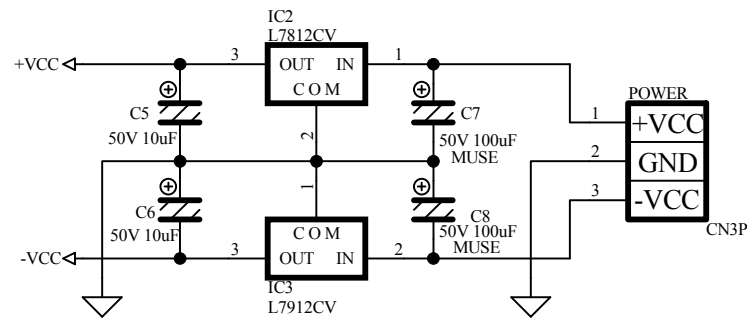 IC2
L7812CV
+VCC
3
OUT
IN
1
COM
C5
50V 10uF
C7
50V 100uF
MUSE
2
POWER
1
+VCC
2
GND
3
-VCC
CN3P
1
C6
50V 10uF
C8
50V 100uF
MUSE
COM
-VCC
3
OUT
IN
2
IC3
L7912CV